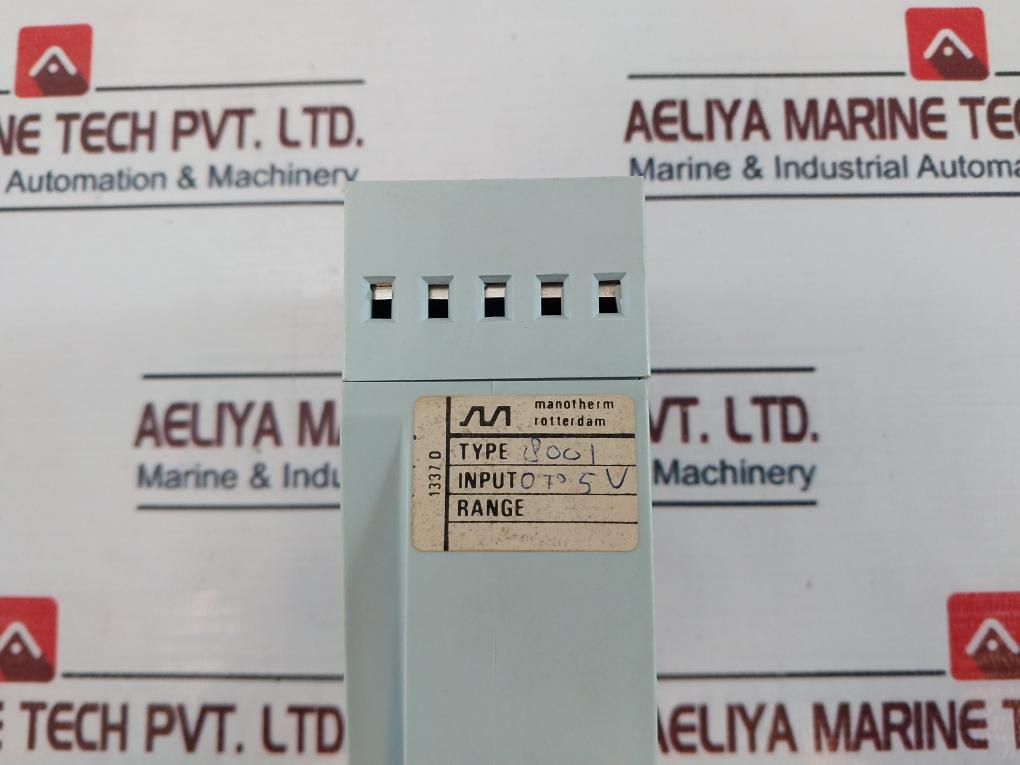 NE TECH PVT. LTD.
Automation & Machinery
AELIYA MARINE TEC
Marine & Industrial Automa
AELIYA MA
Marine & Indu
VT. LTD.
Machinery
manotherm
rotterdam
TYPE 8001
INPUT 0 TO 5 V
RANGE
1337.0
E TECH PVT. LTD.
AELIYA MARINE T